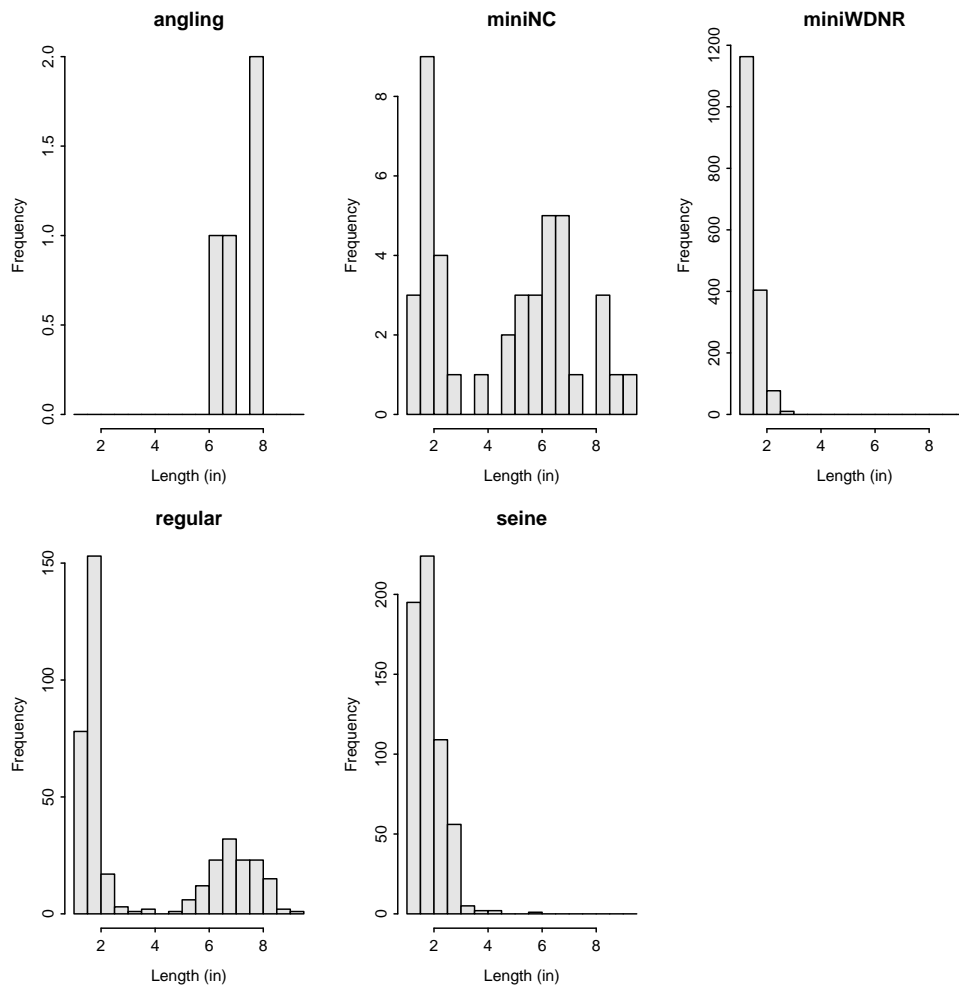 angling
Frequency
0.0 0.5 1.0 1.5 2.0
2 4 6 8
Length (in)
miniNC
Frequency
0 2 4 6 8
2 4 6 8
Length (in)
miniWDNR
Frequency
0 200 400 600 800 1000 1200
2 4 6 8
Length (in)
regular
Frequency
0 50 100 150
2 4 6 8
Length (in)
seine
Frequency
0 50 100 150 200
2 4 6 8
Length (in)